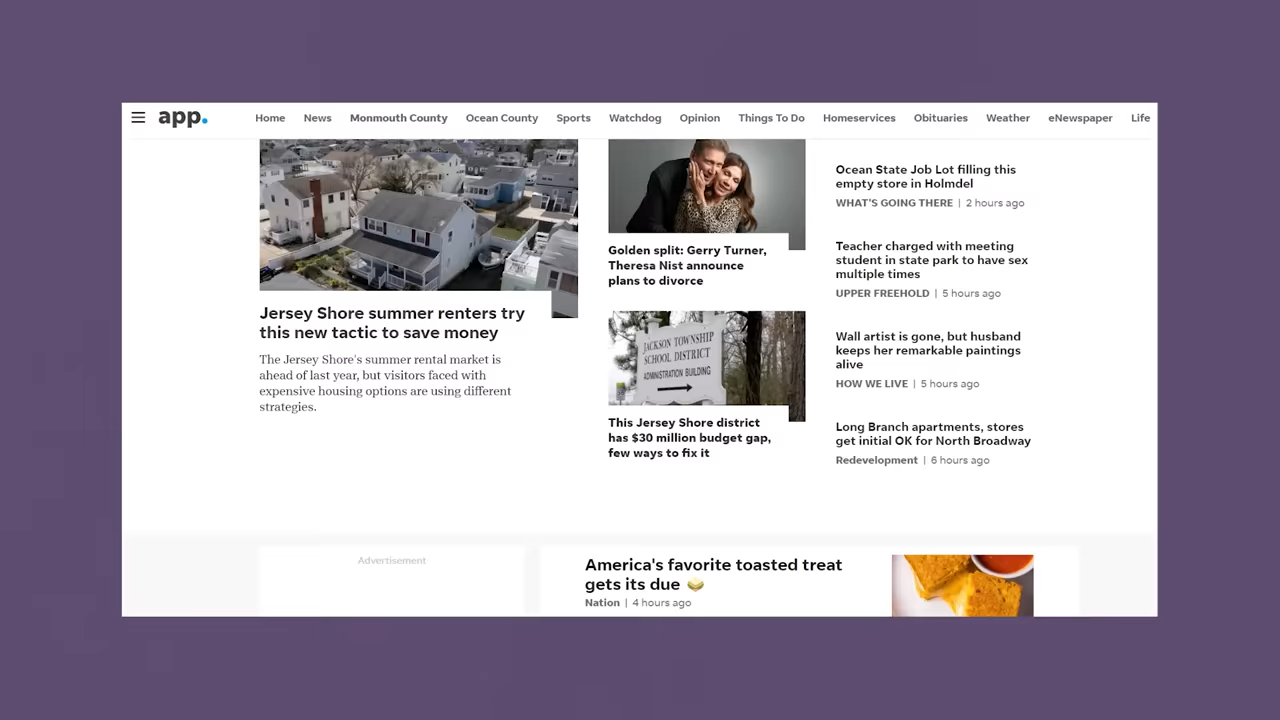 app.
Home News Monmouth County Ocean County Sports Watchdog Opinion Things To Do Homeservices Obituaries Weather eNewspaper Life
Jersey Shore summer renters try
this new tactic to save money
The Jersey Shore's summer rental market is
ahead of last year, but visitors faced with
expensive housing options are using different
strategies.
Golden split: Gerry Turner,
Theresa Nist announce
plans to divorce
JACKSON TOWNSHIP
SCHOOL DISTRICT
ADMINISTRATION BUILDING
This Jersey Shore district
has $30 million budget gap,
few ways to fix it
Ocean State Job Lot filling this
empty store in Holmdel
WHAT'S GOING THERE | 2 hours ago
Teacher charged with meeting
student in state park to have sex
multiple times
UPPER FREEHOLD | 5 hours ago
Wall artist is gone, but husband
keeps her remarkable paintings
alive
HOW WE LIVE | 5 hours ago
Long Branch apartments, stores
get initial OK for North Broadway
Redevelopment | 6 hours ago
Advertisement
America's favorite toasted treat
gets its due 🥪
Nation | 4 hours ago